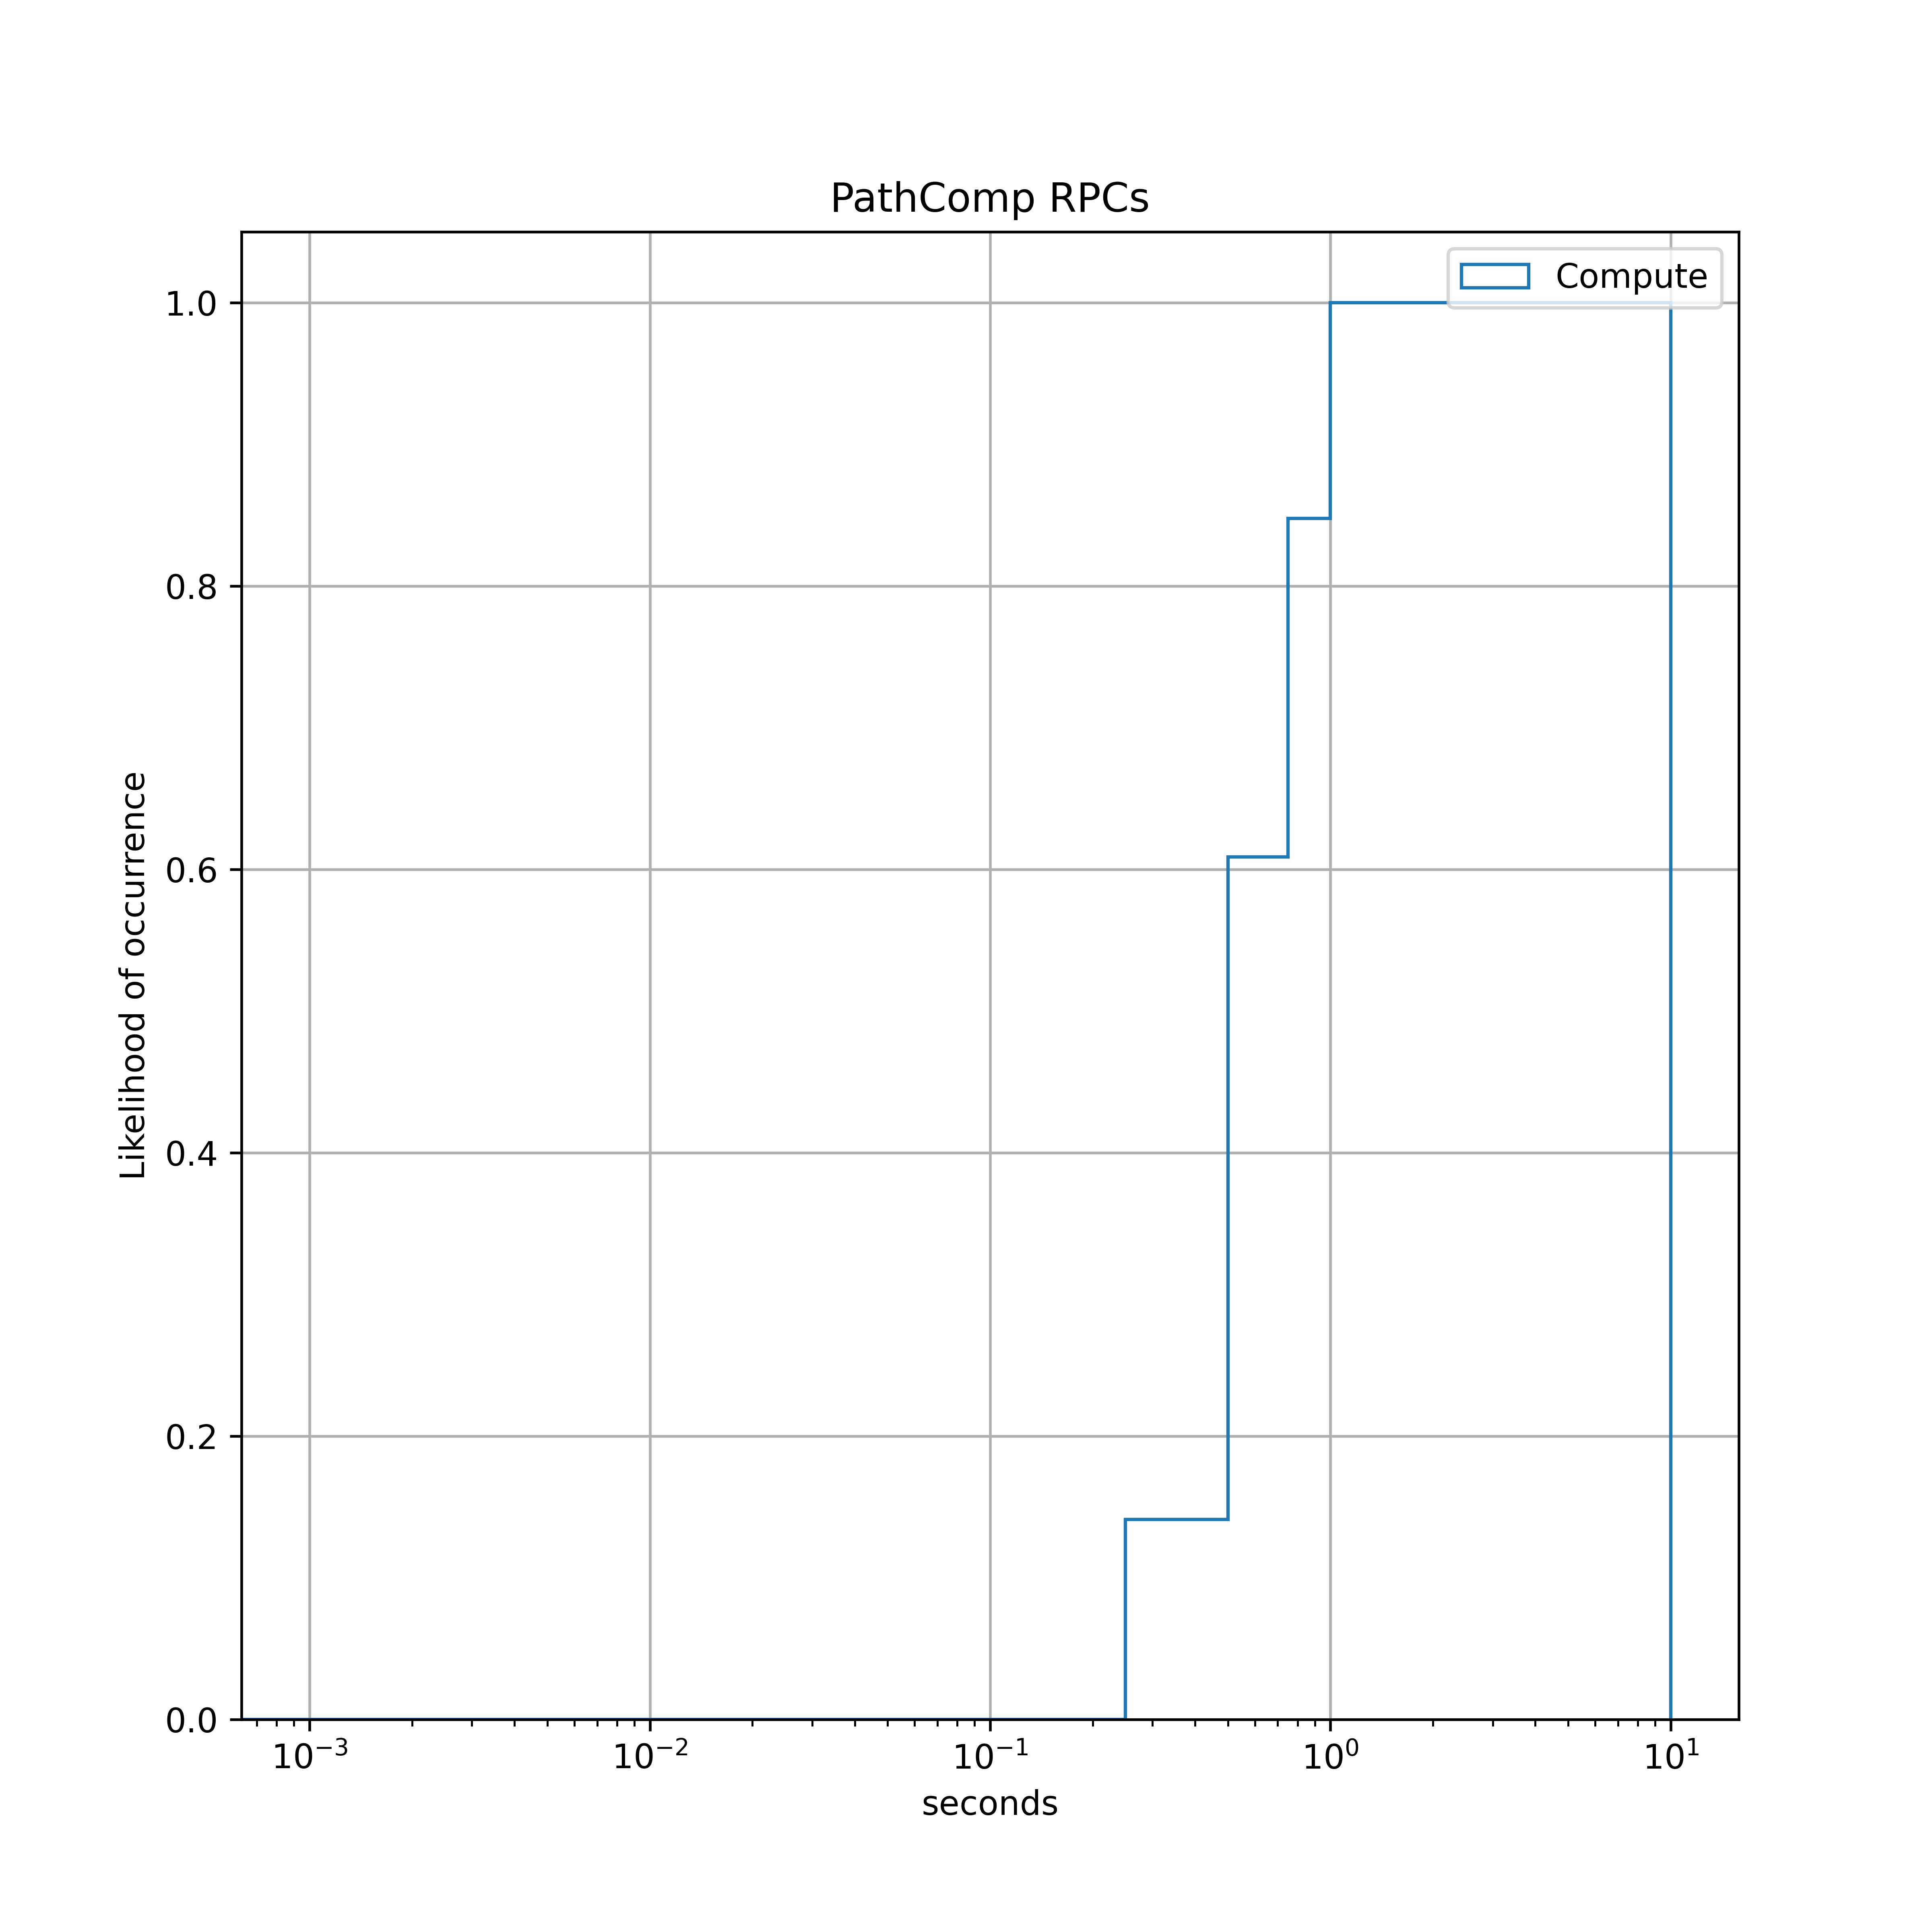 PathComp RPCs
Compute
1.0
0.8
0.6
0.4
0.2
0.0
Likelihood of occurrence
10⁻³ 10⁻² 10⁻¹ 10⁰ 10¹
seconds